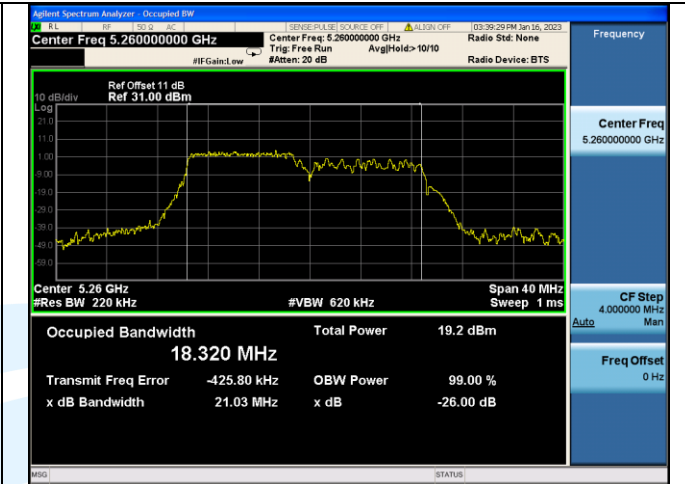 Agilent Spectrum Analyzer - Occupied BW
RL RF 50 Ω AC SENSE:PULSE SOURCE OFF ALIGN OFF 03:39:29 PM Jan 16, 2023
Center Freq 5.260000000 GHz
Center Freq: 5.260000000 GHz
Radio Std: None
Trig: Free Run Avg|Hold:> 10/10
#IFGain:Low #Atten: 20 dB Radio Device: BTS
Frequency
Ref Offset 11 dB
10 dB/div Ref 31.00 dBm
Log
21.0
11.0
1.00
-9.00
-19.0
-29.0
-39.0
-49.0
-59.0
Center Freq
5.260000000 GHz
Center 5.26 GHz Span 40 MHz
#Res BW 220 kHz #VBW 620 kHz Sweep 1 ms
CF Step
4.000000 MHz
Auto Man
Occupied Bandwidth Total Power 19.2 dBm
18.320 MHz
Transmit Freq Error -425.80 kHz OBW Power 99.00 %
x dB Bandwidth 21.03 MHz x dB -26.00 dB
Freq Offset
0 Hz
MSG STATUS